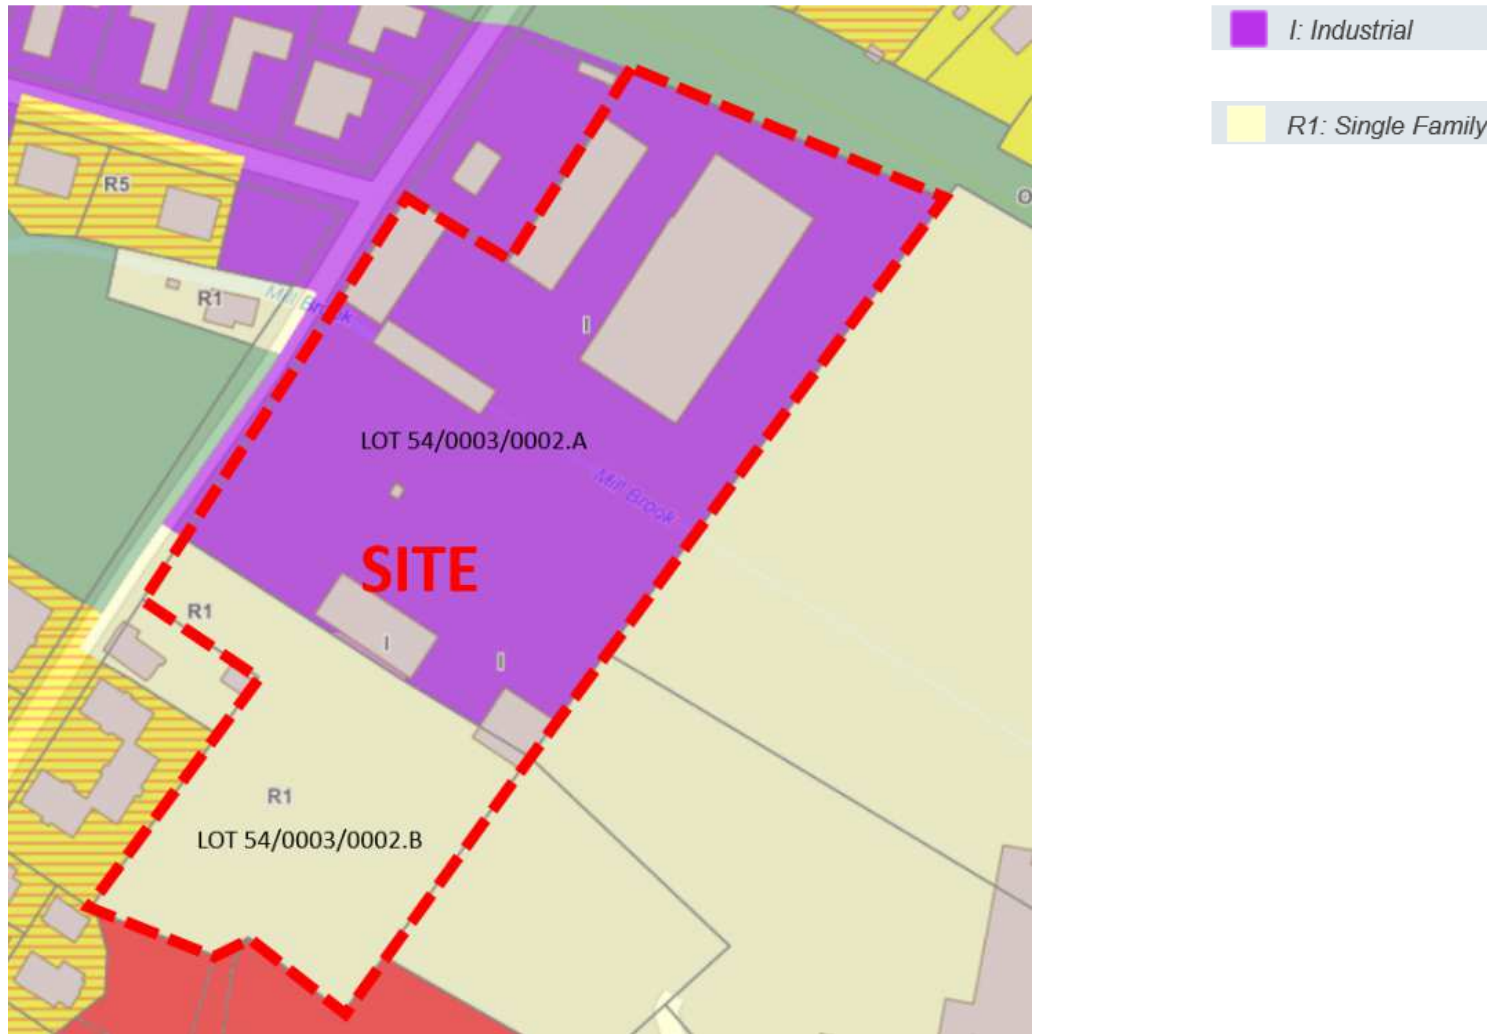 I: Industrial
R1: Single Family
R5
O
R1
Mill Brook
I
LOT 54/0003/0002.A
Mill Brook
SITE
R1
I
I
R1
LOT 54/0003/0002.B